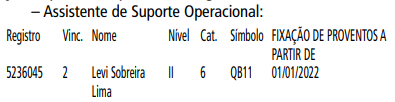 – Assistente de Suporte Operacional:
Registro Vinc. Nome Nível Cat. Símbolo FIXAÇÃO DE PROVENTOS A
PARTIR DE
5236045 2 Levi Sobreira II 6 QB11 01/01/2022
Lima